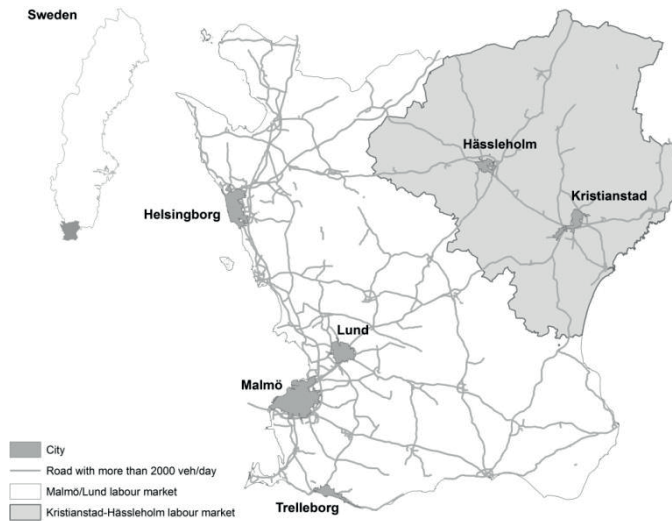 Sweden
Hässleholm
Kristianstad
Helsingborg
Lund
Malmö
City
Road with more than 2000 veh/day
Malmö/Lund labour market
Kristianstad-Hässleholm labour market
Trelleborg